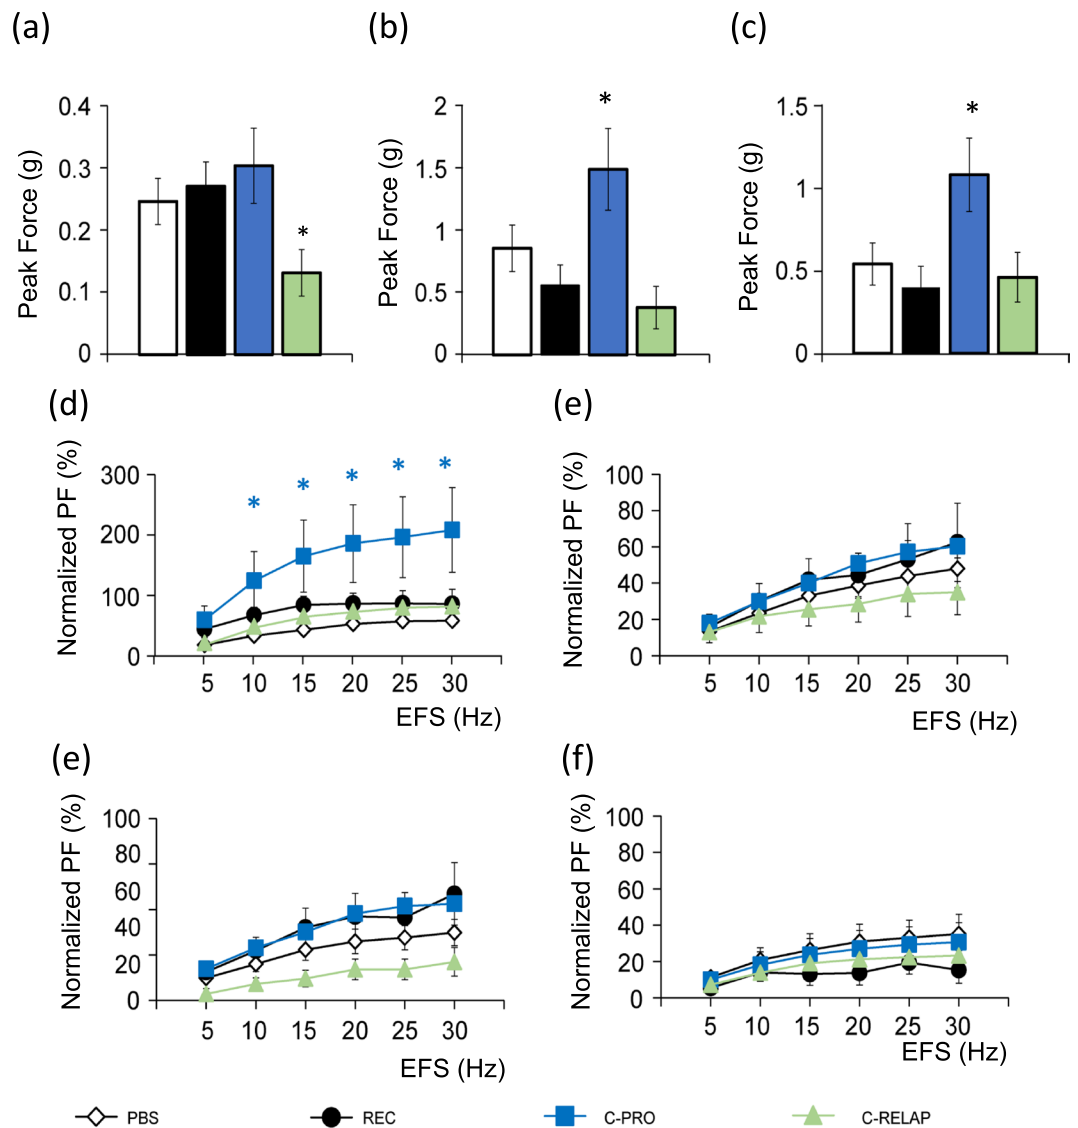 (a)
(b)
(c)
Peak Force (g)
0.4
0.3
0.2
0.1
0
*
Peak Force (g)
2
1.5
1
0.5
0
*
Peak Force (g)
1.5
1
0.5
0
*
(d)
Normalized PF (%)
300
200
100
0
* * * * * *
5 10 15 20 25 30
EFS (Hz)
(e)
Normalized PF (%)
100
80
60
40
20
0
5 10 15 20 25 30
EFS (Hz)
(e)
Normalized PF (%)
100
80
60
40
20
0
5 10 15 20 25 30
EFS (Hz)
(f)
Normalized PF (%)
100
80
60
40
20
0
5 10 15 20 25 30
EFS (Hz)
PBS REC C-PRO C-RELAP